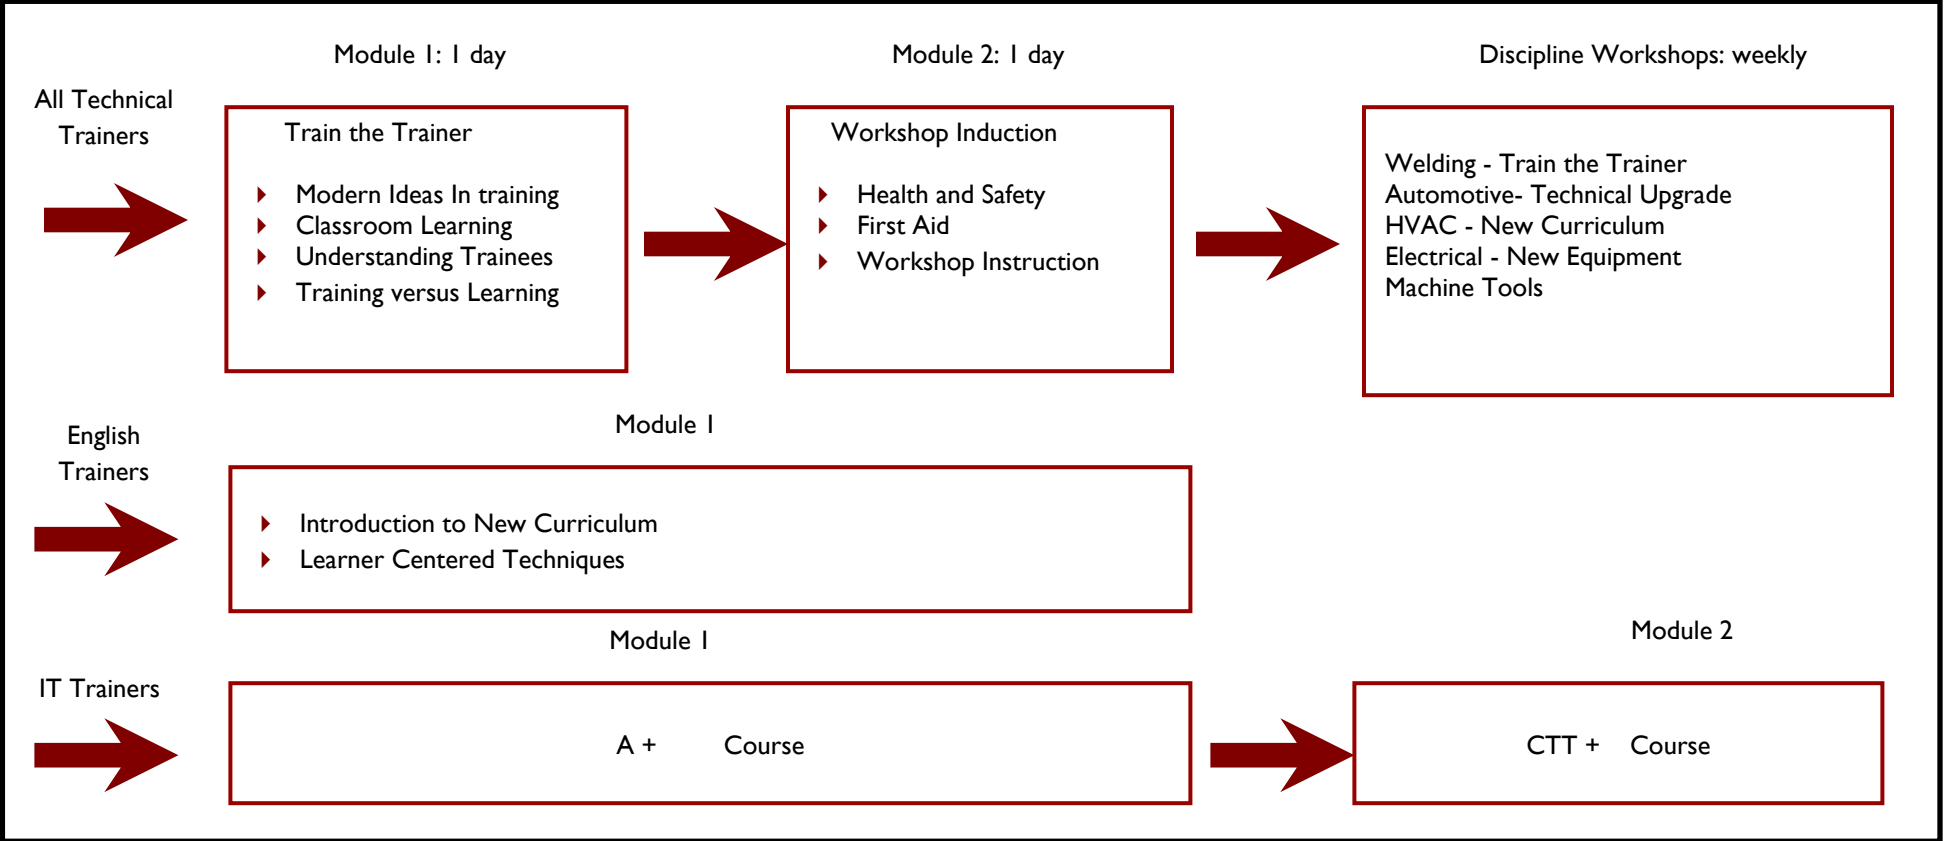 Module 1: 1 day
Module 2: 1 day
Discipline Workshops: weekly
All Technical
Trainers
Train the Trainer
Modern Ideas In training
Classroom Learning
Understanding Trainees
Training versus Learning
Workshop Induction
Health and Safety
First Aid
Workshop Instruction
Welding - Train the Trainer
Automotive- Technical Upgrade
HVAC - New Curriculum
Electrical - New Equipment
Machine Tools
English
Trainers
Module 1
Introduction to New Curriculum
Learner Centered Techniques
IT Trainers
Module 1
A + Course
Module 2
CTT + Course